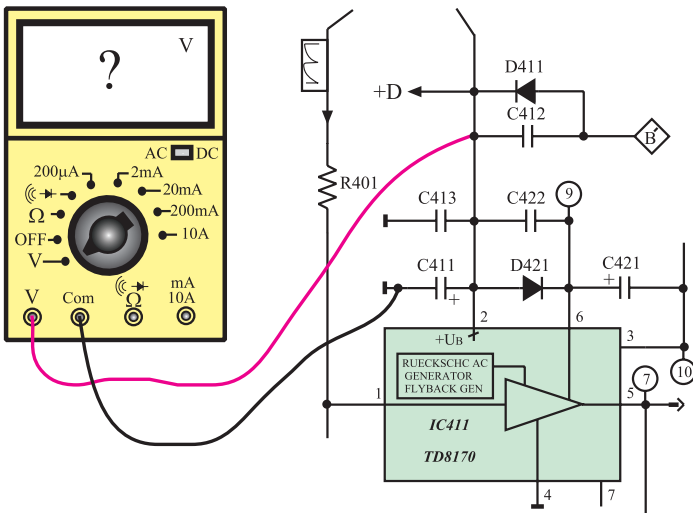 V
?
AC DC
200µA
2mA
20mA
Ω
200mA
OFF
10A
V
V
Com
Ω
mA
10A
+D
D411
C412
B'
R401
C413
C422
9
C411
+
D421
C421
+
2
6
+UB
3
RUECKSCHC AC
GENERATOR
FLYBACK GEN
10
7
1
5
IC411
TD8170
4
7